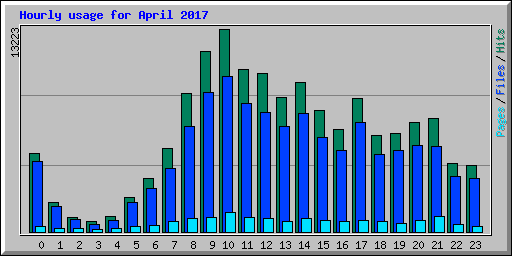 Hourly usage for April 2017
13223
Pages/Files/Hits
0 1 2 3 4 5 6 7 8 9 10 11 12 13 14 15 16 17 18 19 20 21 22 23